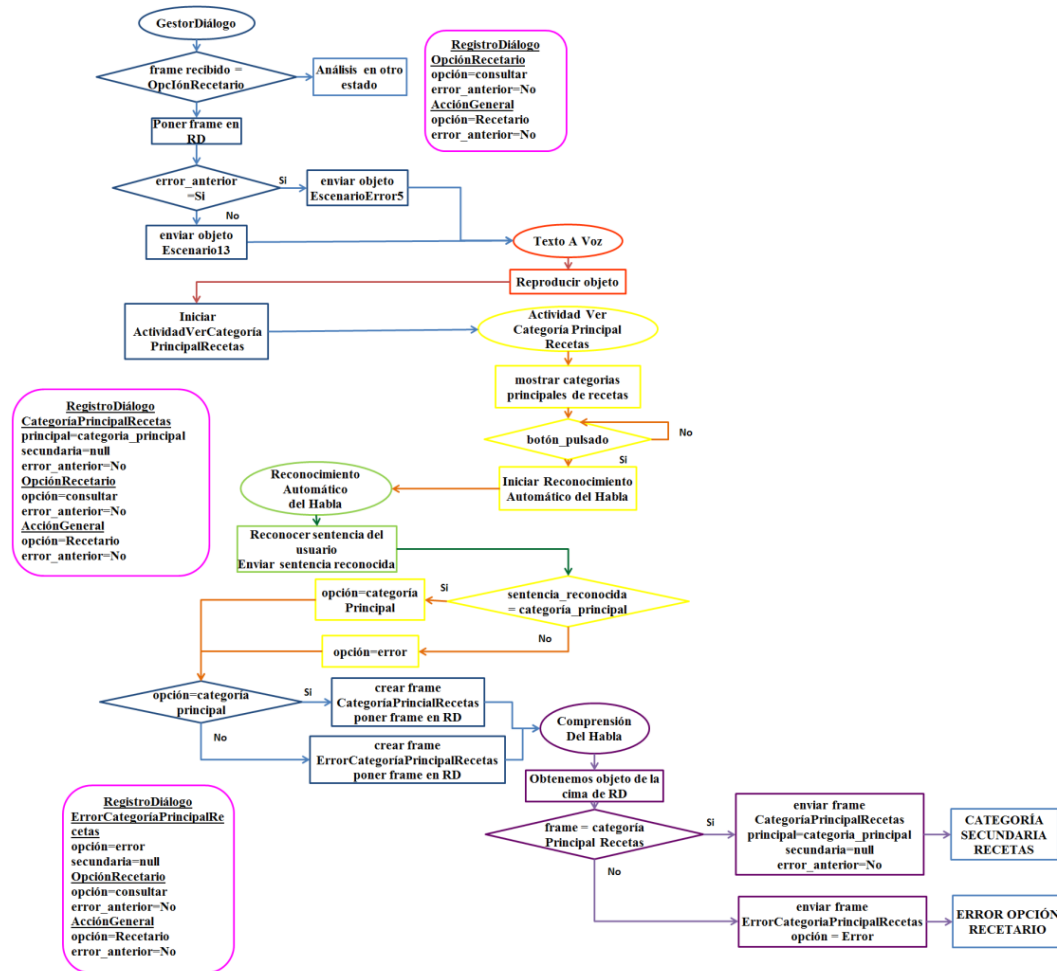 GestorDiálogo
frame recibido =
OpcIónRecetario
Análisis en otro
estado
RegistroDiálogo
OpciónRecetario
opción=consultar
error_anterior=No
AcciónGeneral
opción=Recetario
error_anterior=No
Poner frame en
RD
error_anterior
=Si
Si
enviar objeto
EscenarioError5
No
enviar objeto
Escenario13
Texto A Voz
Reproducir objeto
Iniciar
ActividadVerCategoría
PrincipalRecetas
Actividad Ver
Categoría Principal
Recetas
mostrar categorias
principales de recetas
botón_pulsado
No
Si
Iniciar Reconocimiento
Automático del Habla
RegistroDiálogo
CategoríaPrincipalRecetas
principal=categoria_principal
secundaria=null
error_anterior=No
OpciónRecetario
opción=consultar
error_anterior=No
AcciónGeneral
opción=Recetario
error_anterior=No
Reconocimiento
Automático
del Habla
Reconocer sentencia del
usuario
Enviar sentencia reconocida
sentencia_reconocida
= categoría_principal
Si
opción=categoría
Principal
No
opción=error
opción=categoría
principal
Si
crear frame
CategoríaPrincialRecetas
poner frame en RD
No
crear frame
ErrorCategoríaPrincipalRecetas
poner frame en RD
Comprensión
Del Habla
Obtenemos objeto de la
cima de RD
frame = categoría
Principal Recetas
Si
enviar frame
CategoríaPrincipalRecetas
principal=categoria_principal
secundaria=null
error_anterior=No
CATEGORÍA
SECUNDARIA
RECETAS
No
enviar frame
ErrorCategoriaPrincipalRecetas
opción = Error
ERROR OPCIÓN
RECETARIO
RegistroDiálogo
ErrorCategoríaPrincipalRe
cetas
opción=error
secundaria=null
OpciónRecetario
opción=consultar
error_anterior=No
AcciónGeneral
opción=Recetario
error_anterior=No